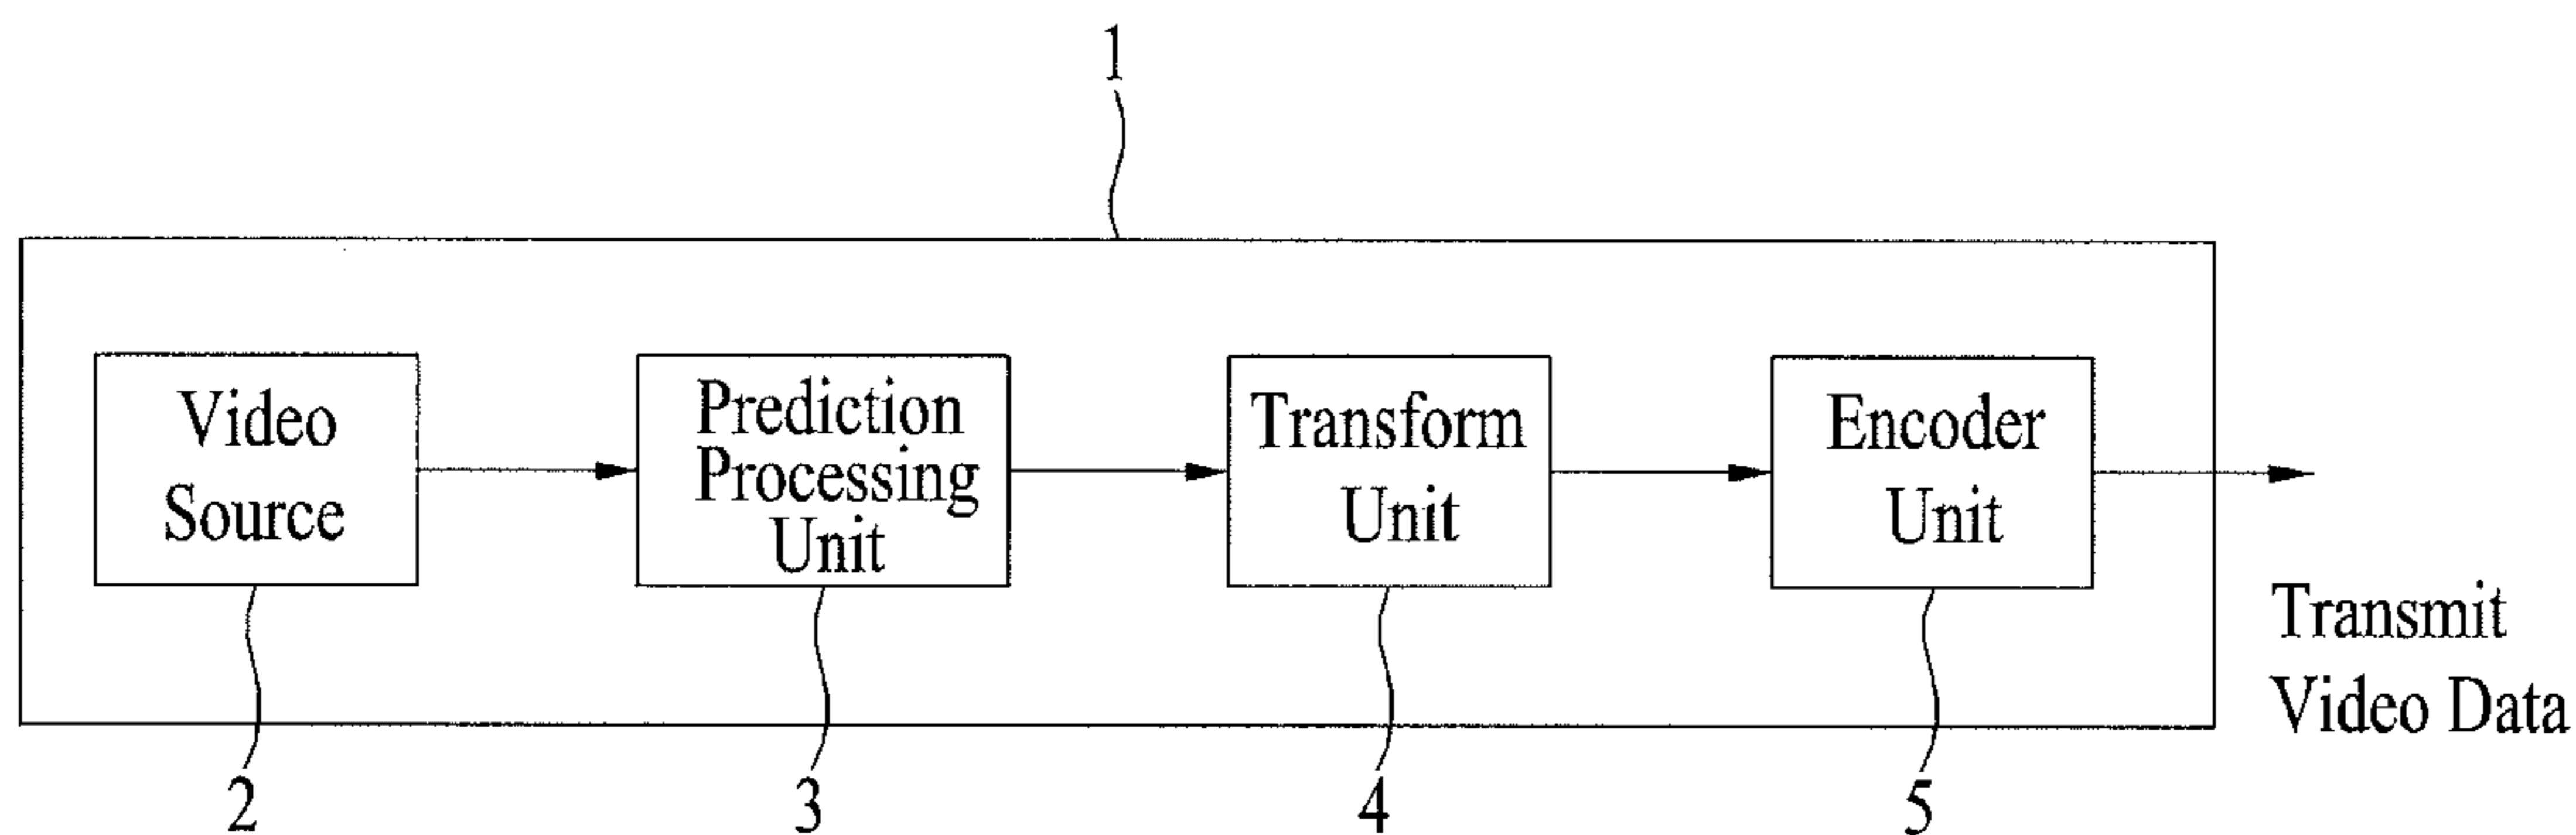 1
Video
Source
Prediction
Processing
Unit
Transform
Unit
Encoder
Unit
Transmit
Video Data
2
3
4
5